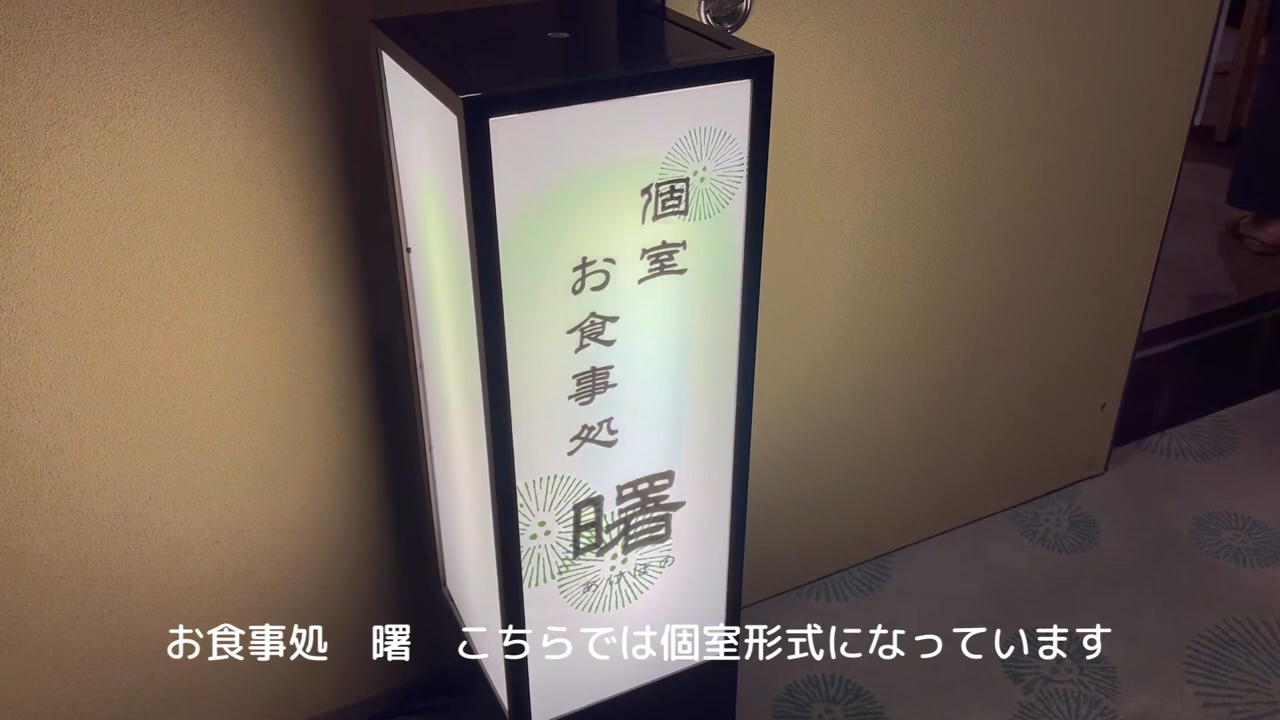 個室
お食事処
曙
あけぼの
お食事処　曙　こちらでは個室形式になっています